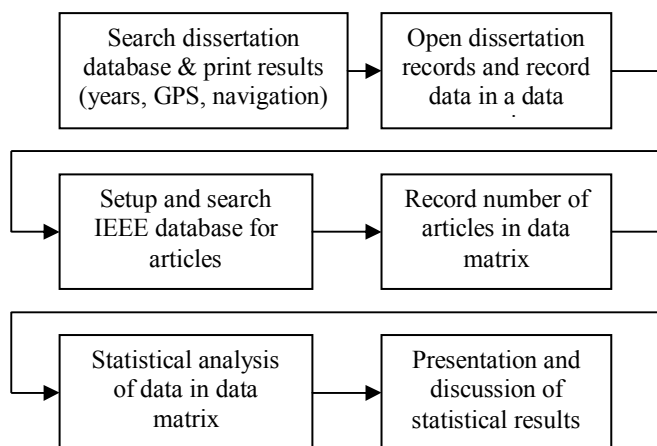 Search dissertation
database & print results
(years, GPS, navigation)
Open dissertation
records and record
data in a data
Setup and search
IEEE database for
articles
Record number of
articles in data
matrix
Statistical analysis
of data in data
matrix
Presentation and
discussion of
statistical results